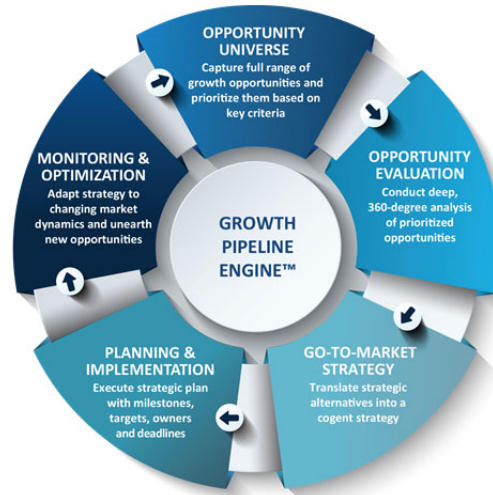 OPPORTUNITY
UNIVERSE
Capture full range of
growth opportunities and
prioritize them based on
key criteria
OPPORTUNITY
EVALUATION
Conduct deep,
360-degree analysis
of prioritized
opportunities
GO-TO-MARKET
STRATEGY
Translate strategic
alternatives into a
cogent strategy
PLANNING &
IMPLEMENTATION
Execute strategic plan
with milestones,
targets, owners
and deadlines
MONITORING &
OPTIMIZATION
Adapt strategy to
changing market
dynamics and unearth
new opportunities
GROWTH
PIPELINE
ENGINE™